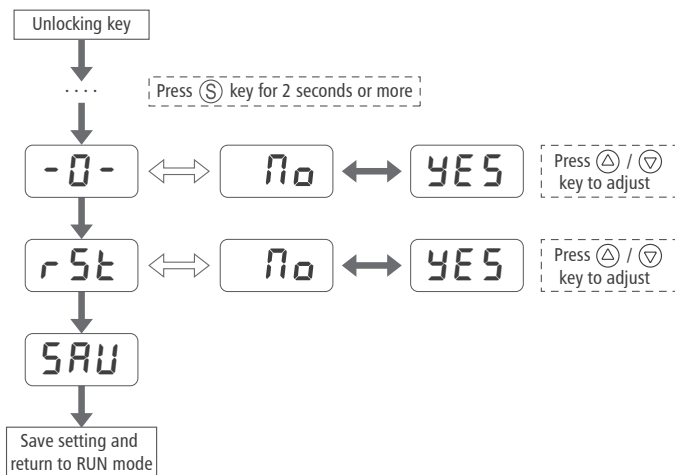 Unlocking key
....
Press Ⓢ key for 2 seconds or more
-0- No YES
Press △ / ▽
key to adjust
rSt No YES
Press △ / ▽
key to adjust
SAU
Save setting and
return to RUN mode